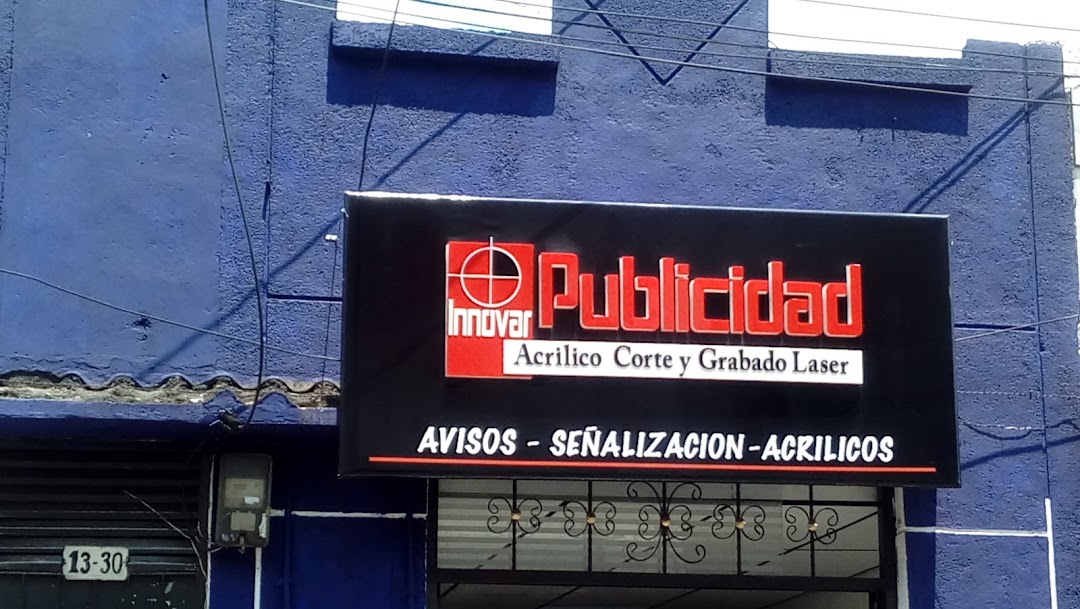 Innovar
Publicidad
Acrilico Corte y Grabado Laser
AVISOS - SEÑALIZACION - ACRILICOS
13-30